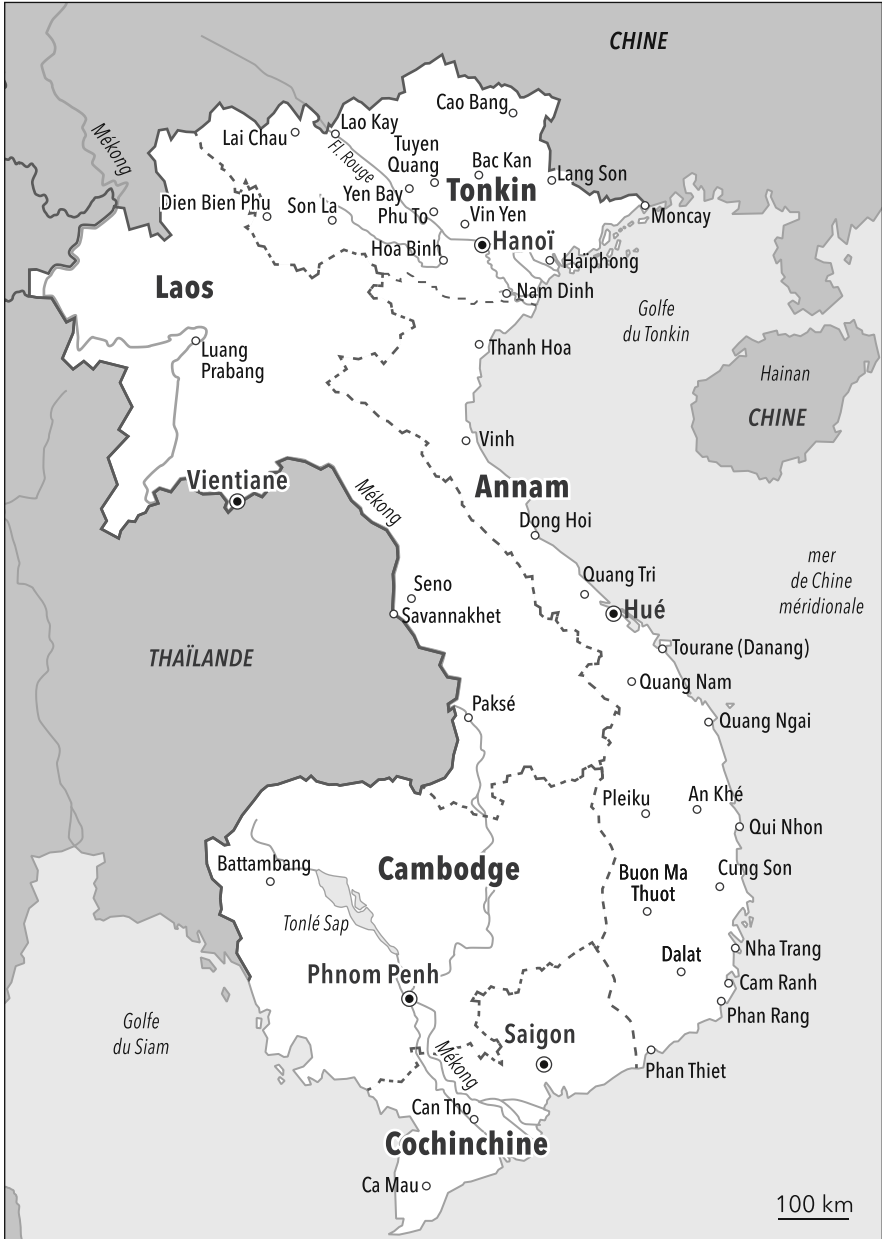 CHINE
Mékong
Cao Bang
Lao Kay
Lai Chau
Fl. Rouge
Tuyen
Quang
Bac Kan
Lang Son
Tonkin
Yen Bay
Dien Bien Phu
Son La
Phu To
Vin Yen
Moncay
Hanoï
Hoa Binh
Haïphong
Laos
Nam Dinh
Golfe
du Tonkin
Luang
Prabang
Thanh Hoa
Hainan
CHINE
Vinh
Vientiane
Mékong
Annam
Dong Hoi
mer
de Chine
méridionale
Quang Tri
Seno
Hué
Savannakhet
Tourane (Danang)
THAÏLANDE
Quang Nam
Paksé
Quang Ngai
Pleiku
An Khé
Qui Nhon
Battambang
Cambodge
Buon Ma
Thuot
Cung Son
Tonlé Sap
Nha Trang
Dalat
Phnom Penh
Cam Ranh
Phan Rang
Golfe
du Siam
Saigon
Mékong
Phan Thiet
Can Tho
Cochinchine
Ca Mau
100 km